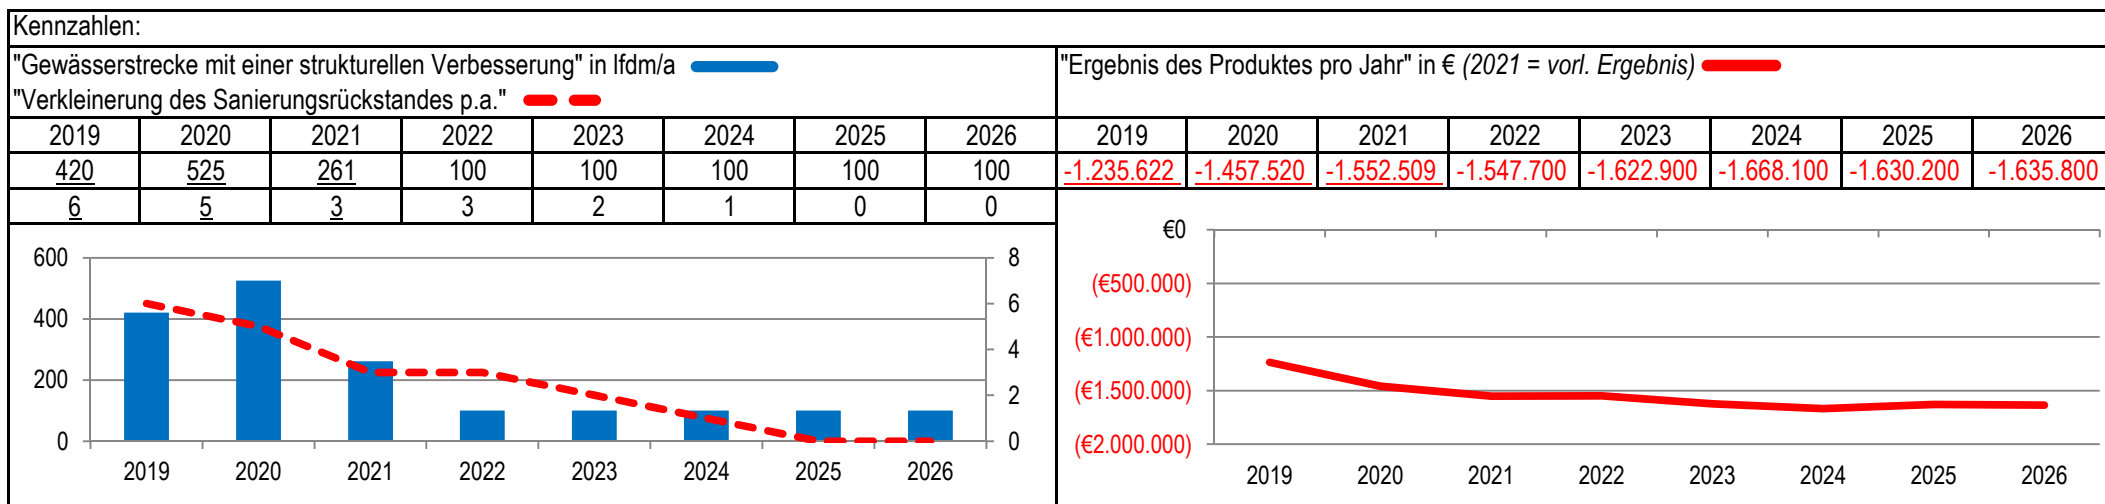 Kennzahlen:
"Gewässerstrecke mit einer strukturellen Verbesserung" in lfdm/a
"Verkleinerung des Sanierungsrückstandes p.a."
2019 2020 2021 2022 2023 2024 2025 2026
420 525 261 100 100 100 100 100
6 5 3 3 2 1 0 0
600
400
200
0
8
6
4
2
0
2019 2020 2021 2022 2023 2024 2025 2026
"Ergebnis des Produktes pro Jahr" in € (2021 = vorl. Ergebnis)
2019 2020 2021 2022 2023 2024 2025 2026
-1.235.622 -1.457.520 -1.552.509 -1.547.700 -1.622.900 -1.668.100 -1.630.200 -1.635.800
€0
(€500.000)
(€1.000.000)
(€1.500.000)
(€2.000.000)
2019 2020 2021 2022 2023 2024 2025 2026